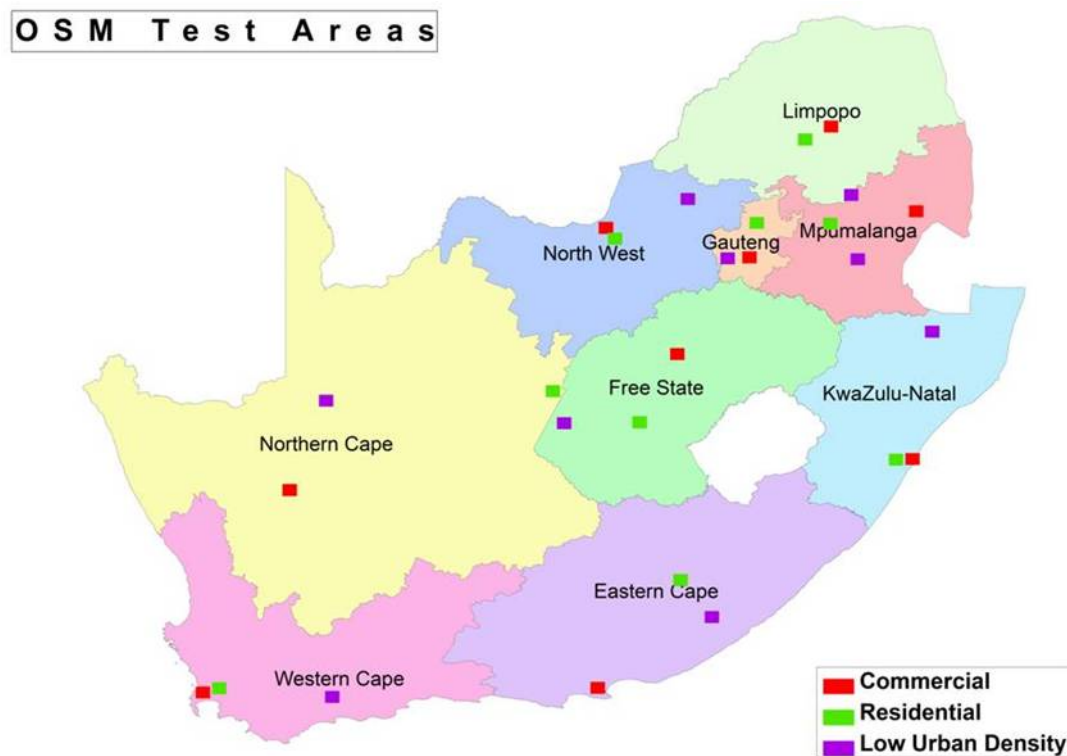 OSM Test Areas
Limpopo
Mpumalanga
Gauteng
North West
Free State
KwaZulu-Natal
Northern Cape
Eastern Cape
Western Cape
Commercial
Residential
Low Urban Density